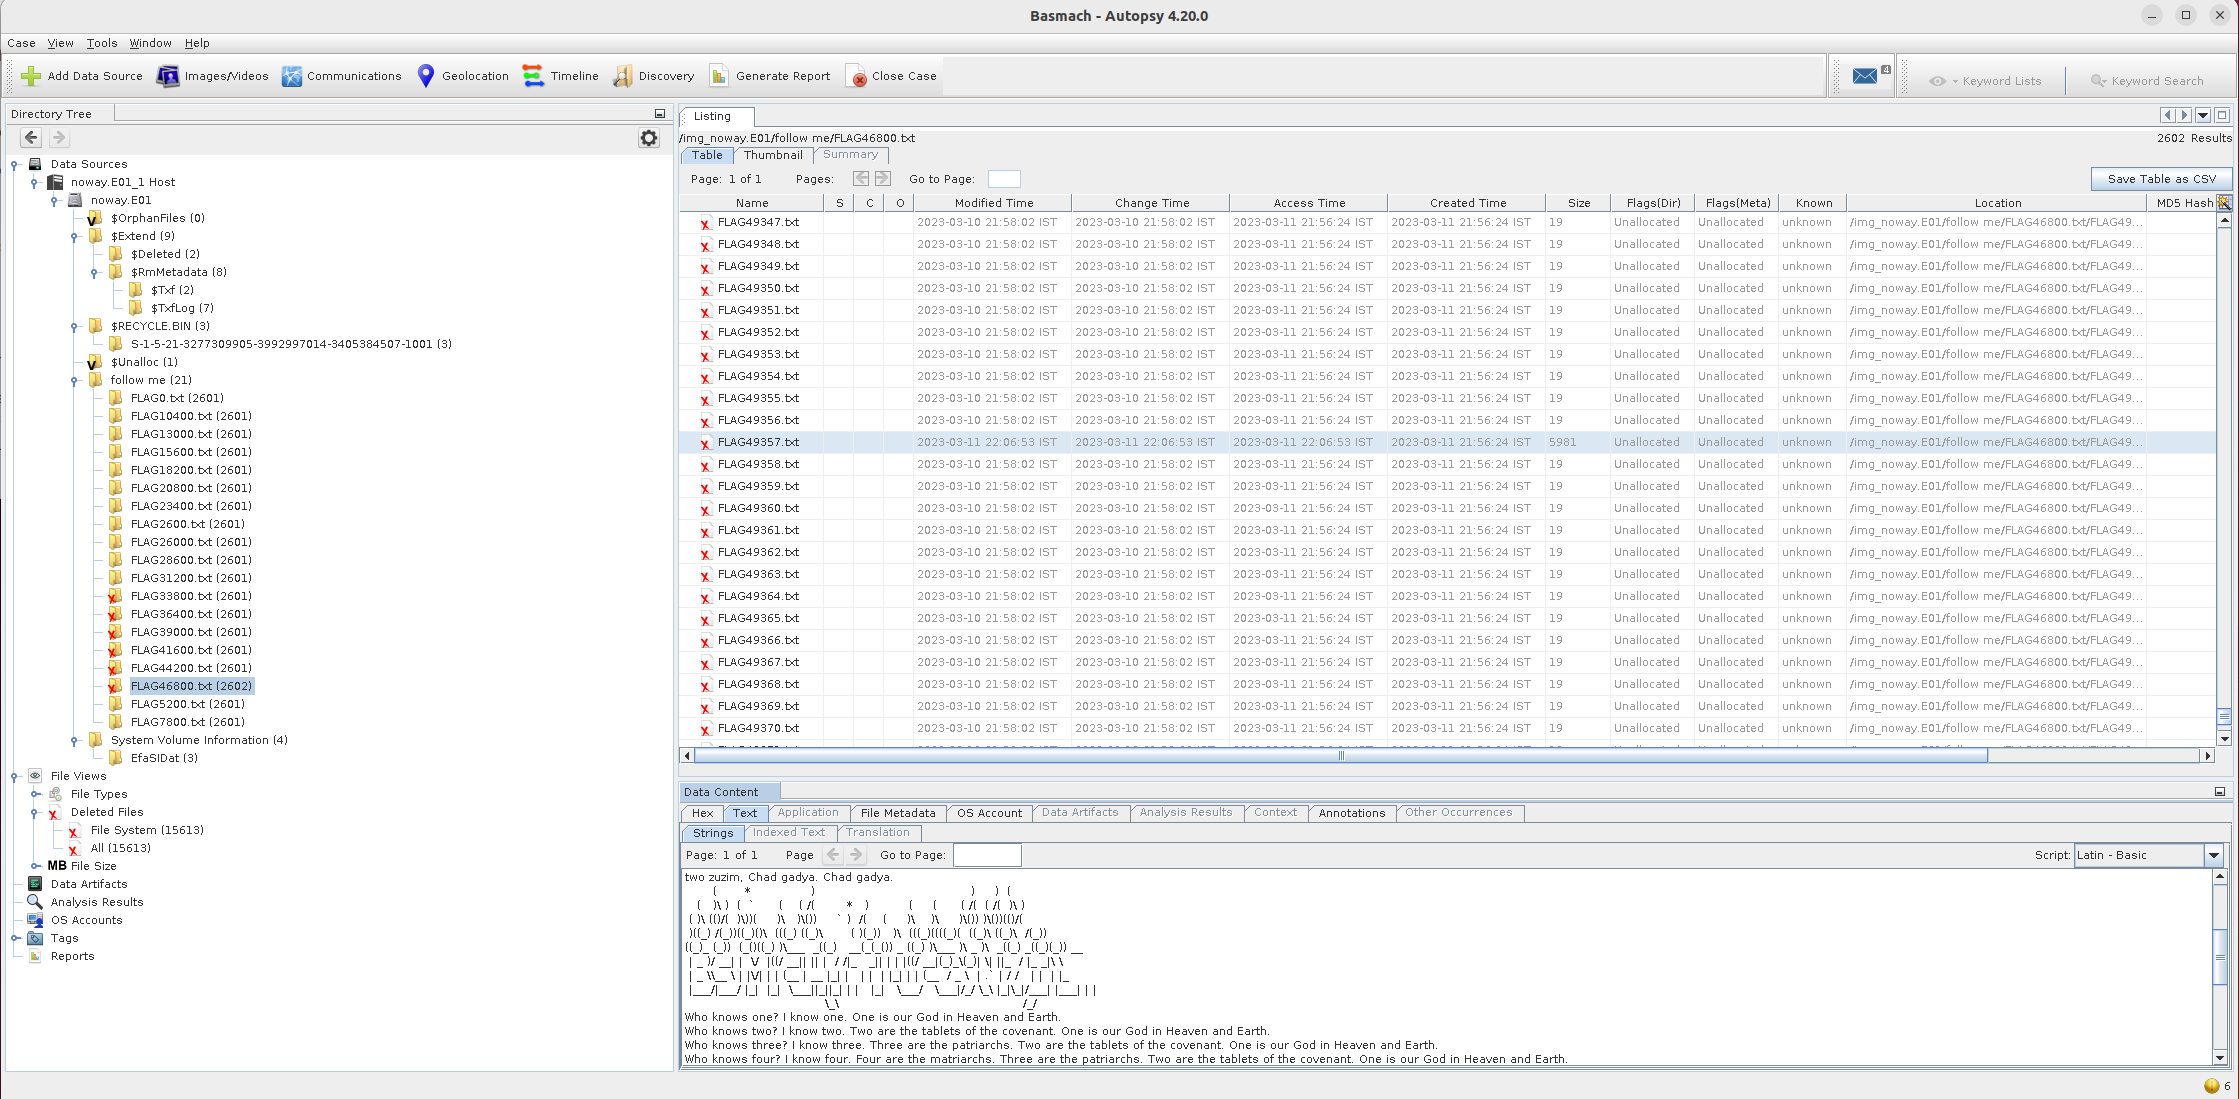 Basmach - Autopsy 4.20.0
Case View Tools Window Help
Add Data Source Images/Videos Communications Geolocation Timeline Discovery Generate Report Close Case 4 Keyword Lists Keyword Search
Directory Tree
Data Sources
noway.E01_1 Host
noway.E01
$OrphanFiles (0)
$Extend (9)
$Deleted (2)
$RmMetadata (8)
$Txf (2)
$TxfLog (7)
$RECYCLE.BIN (3)
S-1-5-21-3277309905-3992997014-3405384507-1001 (3)
$Unalloc (1)
follow me (21)
FLAG0.txt (2601)
FLAG10400.txt (2601)
FLAG13000.txt (2601)
FLAG15600.txt (2601)
FLAG18200.txt (2601)
FLAG20800.txt (2601)
FLAG23400.txt (2601)
FLAG2600.txt (2601)
FLAG26000.txt (2601)
FLAG28600.txt (2601)
FLAG31200.txt (2601)
FLAG33800.txt (2601)
FLAG36400.txt (2601)
FLAG39000.txt (2601)
FLAG41600.txt (2601)
FLAG44200.txt (2601)
FLAG46800.txt (2602)
FLAG5200.txt (2601)
FLAG7800.txt (2601)
System Volume Information (4)
EfaSIDat (3)
File Views
File Types
Deleted Files
File System (15613)
All (15613)
MB File Size
Data Artifacts
Analysis Results
OS Accounts
Tags
Reports
Listing
/img_noway.E01/follow me/FLAG46800.txt 2602 Results
Table Thumbnail Summary
Page: 1 of 1 Pages: Go to Page: Save Table as CSV
Name S C O Modified Time Change Time Access Time Created Time Size Flags(Dir) Flags(Meta) Known Location MD5 Hash
FLAG49347.txt 2023-03-10 21:58:02 IST 2023-03-10 21:58:02 IST 2023-03-11 21:56:24 IST 2023-03-11 21:56:24 IST 19 Unallocated Unallocated unknown /img_noway.E01/follow me/FLAG46800.txt/FLAG49...
FLAG49348.txt 2023-03-10 21:58:02 IST 2023-03-10 21:58:02 IST 2023-03-11 21:56:24 IST 2023-03-11 21:56:24 IST 19 Unallocated Unallocated unknown /img_noway.E01/follow me/FLAG46800.txt/FLAG49...
FLAG49349.txt 2023-03-10 21:58:02 IST 2023-03-10 21:58:02 IST 2023-03-11 21:56:24 IST 2023-03-11 21:56:24 IST 19 Unallocated Unallocated unknown /img_noway.E01/follow me/FLAG46800.txt/FLAG49...
FLAG49350.txt 2023-03-10 21:58:02 IST 2023-03-10 21:58:02 IST 2023-03-11 21:56:24 IST 2023-03-11 21:56:24 IST 19 Unallocated Unallocated unknown /img_noway.E01/follow me/FLAG46800.txt/FLAG49...
FLAG49351.txt 2023-03-10 21:58:02 IST 2023-03-10 21:58:02 IST 2023-03-11 21:56:24 IST 2023-03-11 21:56:24 IST 19 Unallocated Unallocated unknown /img_noway.E01/follow me/FLAG46800.txt/FLAG49...
FLAG49352.txt 2023-03-10 21:58:02 IST 2023-03-10 21:58:02 IST 2023-03-11 21:56:24 IST 2023-03-11 21:56:24 IST 19 Unallocated Unallocated unknown /img_noway.E01/follow me/FLAG46800.txt/FLAG49...
FLAG49353.txt 2023-03-10 21:58:02 IST 2023-03-10 21:58:02 IST 2023-03-11 21:56:24 IST 2023-03-11 21:56:24 IST 19 Unallocated Unallocated unknown /img_noway.E01/follow me/FLAG46800.txt/FLAG49...
FLAG49354.txt 2023-03-10 21:58:02 IST 2023-03-10 21:58:02 IST 2023-03-11 21:56:24 IST 2023-03-11 21:56:24 IST 19 Unallocated Unallocated unknown /img_noway.E01/follow me/FLAG46800.txt/FLAG49...
FLAG49355.txt 2023-03-10 21:58:02 IST 2023-03-10 21:58:02 IST 2023-03-11 21:56:24 IST 2023-03-11 21:56:24 IST 19 Unallocated Unallocated unknown /img_noway.E01/follow me/FLAG46800.txt/FLAG49...
FLAG49356.txt 2023-03-10 21:58:02 IST 2023-03-10 21:58:02 IST 2023-03-11 21:56:24 IST 2023-03-11 21:56:24 IST 19 Unallocated Unallocated unknown /img_noway.E01/follow me/FLAG46800.txt/FLAG49...
FLAG49357.txt 2023-03-11 22:06:53 IST 2023-03-11 22:06:53 IST 2023-03-11 22:06:53 IST 2023-03-11 21:56:24 IST 5981 Unallocated Unallocated unknown /img_noway.E01/follow me/FLAG46800.txt/FLAG49...
FLAG49358.txt 2023-03-10 21:58:02 IST 2023-03-10 21:58:02 IST 2023-03-11 21:56:24 IST 2023-03-11 21:56:24 IST 19 Unallocated Unallocated unknown /img_noway.E01/follow me/FLAG46800.txt/FLAG49...
FLAG49359.txt 2023-03-10 21:58:02 IST 2023-03-10 21:58:02 IST 2023-03-11 21:56:24 IST 2023-03-11 21:56:24 IST 19 Unallocated Unallocated unknown /img_noway.E01/follow me/FLAG46800.txt/FLAG49...
FLAG49360.txt 2023-03-10 21:58:02 IST 2023-03-10 21:58:02 IST 2023-03-11 21:56:24 IST 2023-03-11 21:56:24 IST 19 Unallocated Unallocated unknown /img_noway.E01/follow me/FLAG46800.txt/FLAG49...
FLAG49361.txt 2023-03-10 21:58:02 IST 2023-03-10 21:58:02 IST 2023-03-11 21:56:24 IST 2023-03-11 21:56:24 IST 19 Unallocated Unallocated unknown /img_noway.E01/follow me/FLAG46800.txt/FLAG49...
FLAG49362.txt 2023-03-10 21:58:02 IST 2023-03-10 21:58:02 IST 2023-03-11 21:56:24 IST 2023-03-11 21:56:24 IST 19 Unallocated Unallocated unknown /img_noway.E01/follow me/FLAG46800.txt/FLAG49...
FLAG49363.txt 2023-03-10 21:58:02 IST 2023-03-10 21:58:02 IST 2023-03-11 21:56:24 IST 2023-03-11 21:56:24 IST 19 Unallocated Unallocated unknown /img_noway.E01/follow me/FLAG46800.txt/FLAG49...
FLAG49364.txt 2023-03-10 21:58:02 IST 2023-03-10 21:58:02 IST 2023-03-11 21:56:24 IST 2023-03-11 21:56:24 IST 19 Unallocated Unallocated unknown /img_noway.E01/follow me/FLAG46800.txt/FLAG49...
FLAG49365.txt 2023-03-10 21:58:02 IST 2023-03-10 21:58:02 IST 2023-03-11 21:56:24 IST 2023-03-11 21:56:24 IST 19 Unallocated Unallocated unknown /img_noway.E01/follow me/FLAG46800.txt/FLAG49...
FLAG49366.txt 2023-03-10 21:58:02 IST 2023-03-10 21:58:02 IST 2023-03-11 21:56:24 IST 2023-03-11 21:56:24 IST 19 Unallocated Unallocated unknown /img_noway.E01/follow me/FLAG46800.txt/FLAG49...
FLAG49367.txt 2023-03-10 21:58:02 IST 2023-03-10 21:58:02 IST 2023-03-11 21:56:24 IST 2023-03-11 21:56:24 IST 19 Unallocated Unallocated unknown /img_noway.E01/follow me/FLAG46800.txt/FLAG49...
FLAG49368.txt 2023-03-10 21:58:02 IST 2023-03-10 21:58:02 IST 2023-03-11 21:56:24 IST 2023-03-11 21:56:24 IST 19 Unallocated Unallocated unknown /img_noway.E01/follow me/FLAG46800.txt/FLAG49...
FLAG49369.txt 2023-03-10 21:58:02 IST 2023-03-10 21:58:02 IST 2023-03-11 21:56:24 IST 2023-03-11 21:56:24 IST 19 Unallocated Unallocated unknown /img_noway.E01/follow me/FLAG46800.txt/FLAG49...
FLAG49370.txt 2023-03-10 21:58:02 IST 2023-03-10 21:58:02 IST 2023-03-11 21:56:24 IST 2023-03-11 21:56:24 IST 19 Unallocated Unallocated unknown /img_noway.E01/follow me/FLAG46800.txt/FLAG49...
Data Content
Hex Text Application File Metadata OS Account Data Artifacts Analysis Results Context Annotations Other Occurrences
Strings Indexed Text Translation
Page: 1 of 1 Page Go to Page: Script: Latin - Basic
two zuzim, Chad gadya. Chad gadya.
Who knows one? I know one. One is our God in Heaven and Earth.
Who knows two? I know two. Two are the tablets of the covenant. One is our God in Heaven and Earth.
Who knows three? I know three. Three are the patriarchs. Two are the tablets of the covenant. One is our God in Heaven and Earth.
Who knows four? I know four. Four are the matriarchs. Three are the patriarchs. Two are the tablets of the covenant. One is our God in Heaven and Earth.
6